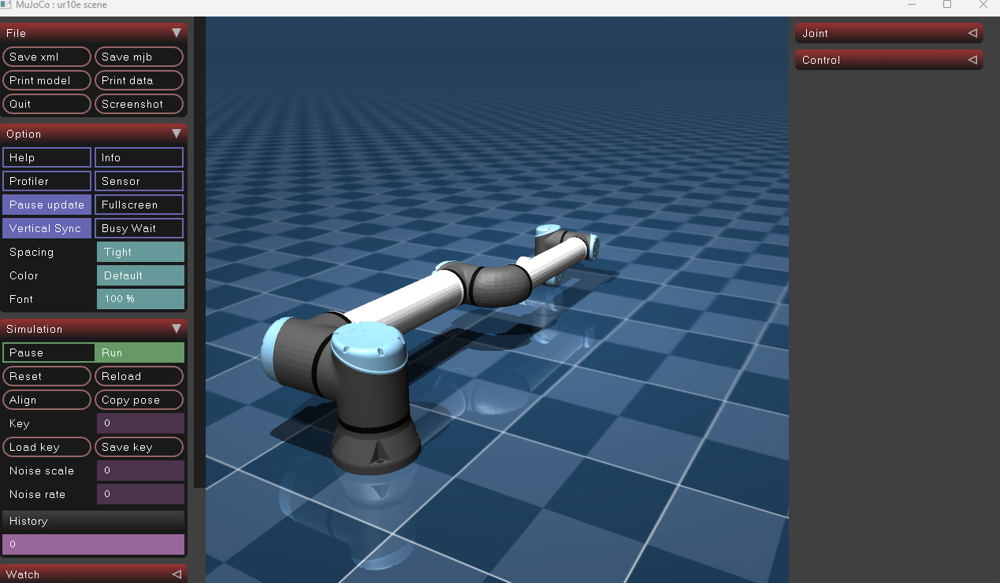 MuJoCo : ur10e scene
File
Save xml Save mjb
Print model Print data
Quit Screenshot
Option
Help Info
Profiler Sensor
Pause update Fullscreen
Vertical Sync Busy Wait
Spacing Tight
Color Default
Font 100 %
Simulation
Pause Run
Reset Reload
Align Copy pose
Key 0
Load key Save key
Noise scale 0
Noise rate 0
History
0
Watch
Joint
Control